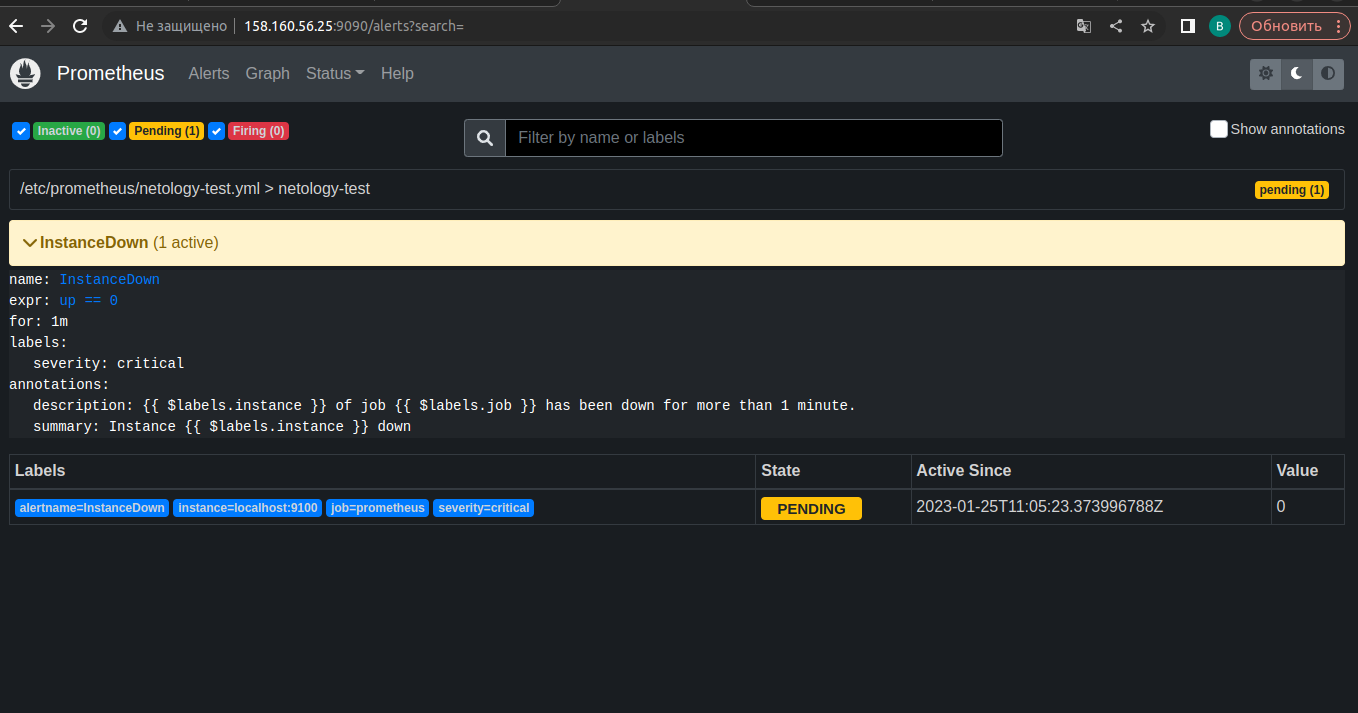 Не защищено 158.160.56.25:9090/alerts?search= B Обновить
Prometheus Alerts Graph Status Help
Inactive (0) Pending (1) Firing (0) Filter by name or labels Show annotations
/etc/prometheus/netology-test.yml > netology-test pending (1)
InstanceDown (1 active)
name: InstanceDown
expr: up == 0
for: 1m
labels:
severity: critical
annotations:
description: {{ $labels.instance }} of job {{ $labels.job }} has been down for more than 1 minute.
summary: Instance {{ $labels.instance }} down
Labels State Active Since Value
alertname=InstanceDown instance=localhost:9100 job=prometheus severity=critical PENDING 2023-01-25T11:05:23.373996788Z 0